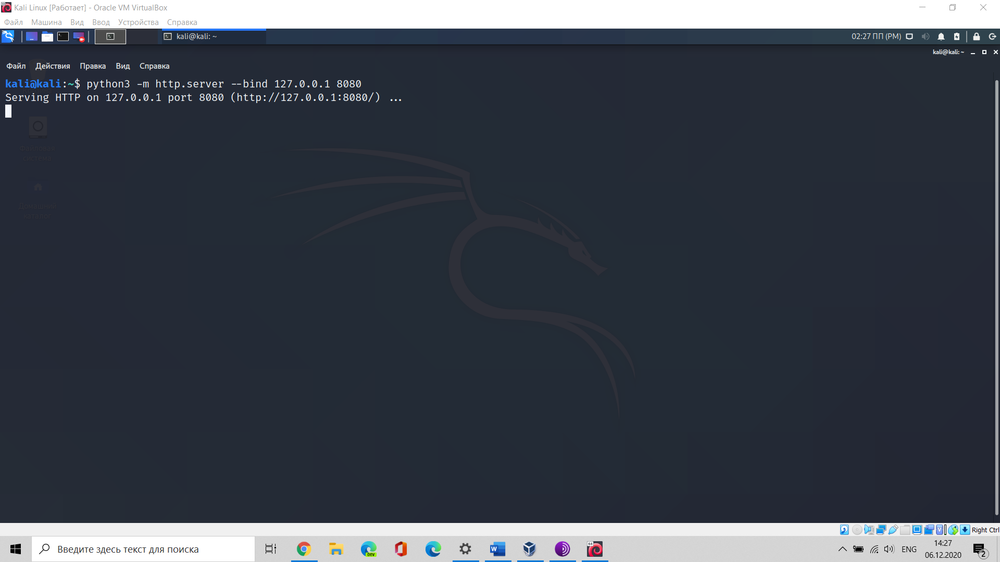 Kali Linux [Работает] - Oracle VM VirtualBox
Файл Машина Вид Ввод Устройства Справка
kali@kali: ~
02:27 ПП (PM)
kali@kali: ~
Файл Действия Правка Вид Справка
kali@kali:~$ python3 -m http.server --bind 127.0.0.1 8080
Serving HTTP on 127.0.0.1 port 8080 (http://127.0.0.1:8080/) ...
Файловая
система
Домашний
каталог
Right Ctrl
Введите здесь текст для поиска
DEV
64
ENG
14:27
06.12.2020
2